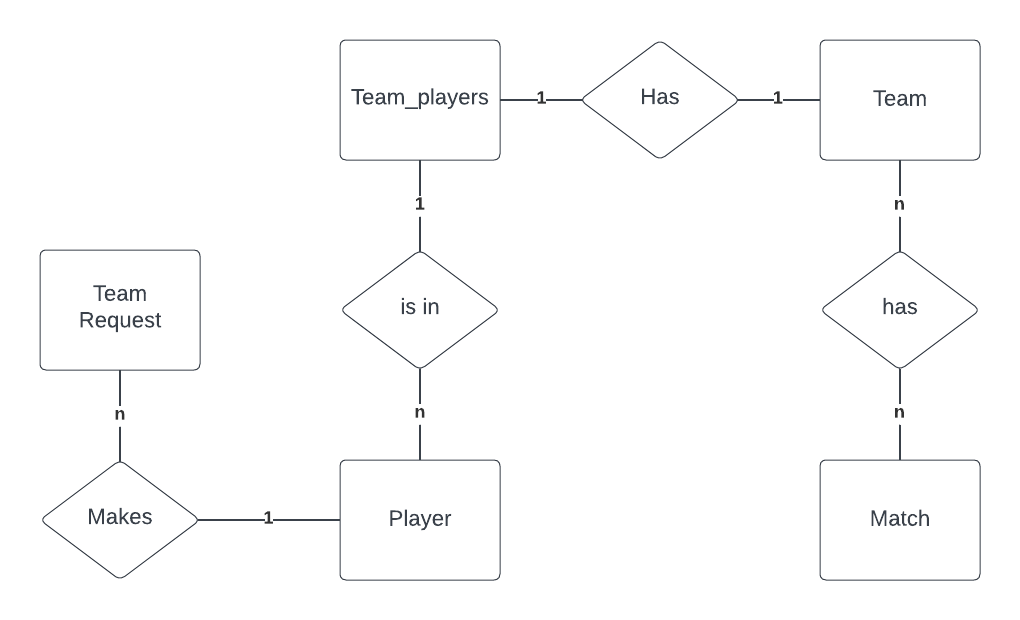 Team_players
1
Has
1
Team
1
n
Team
Request
is in
has
n
n
n
Makes
1
Player
Match